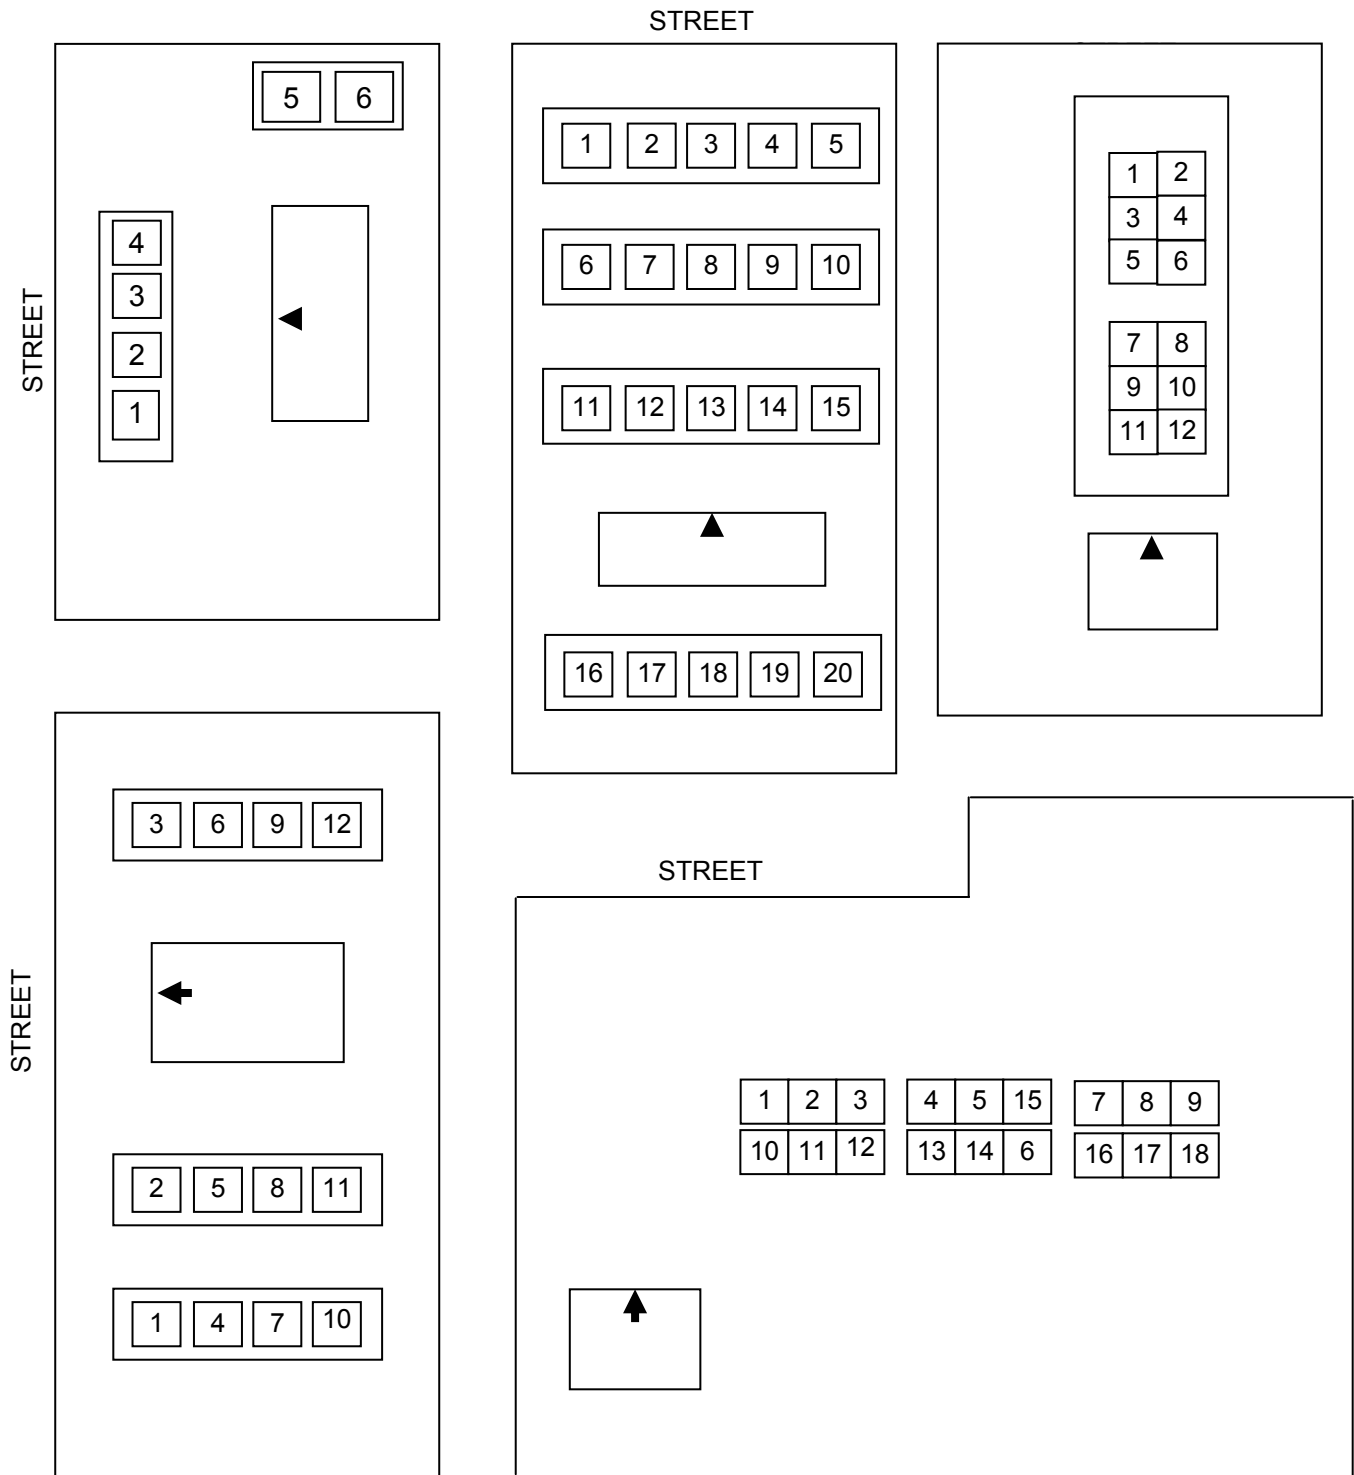 STREET
5 6
4
3
2
1
STREET
1 2 3 4 5
6 7 8 9 10
11 12 13 14 15
16 17 18 19 20
1 2
3 4
5 6
7 8
9 10
11 12
3 6 9 12
STREET
2 5 8 11
1 4 7 10
STREET
1 2 3 4 5 15 7 8 9
10 11 12 13 14 6 16 17 18